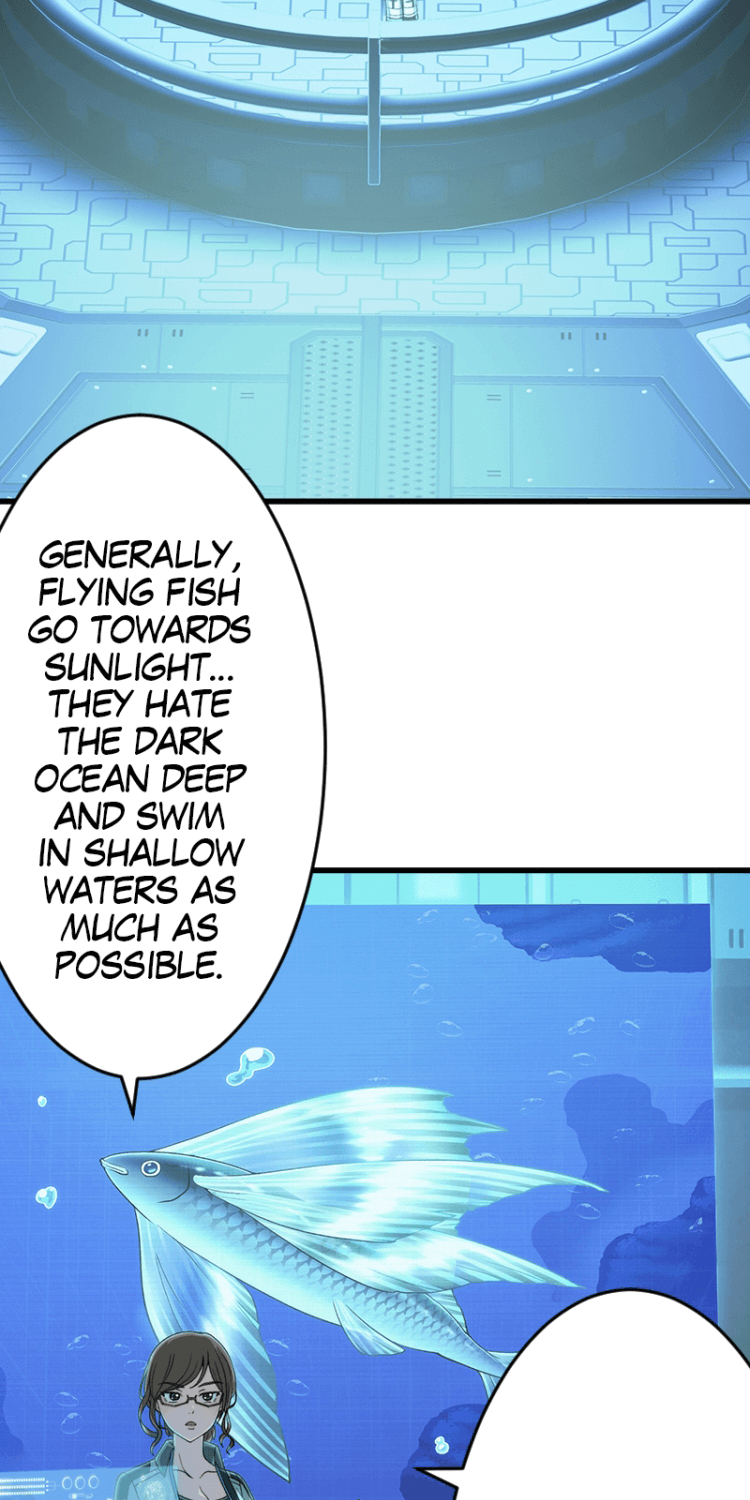 GENERALLY,
FLYING FISH
GO TOWARDS
SUNLIGHT...
THEY HATE
THE DARK
OCEAN DEEP
AND SWIM
IN SHALLOW
WATERS AS
MUCH AS
POSSIBLE.